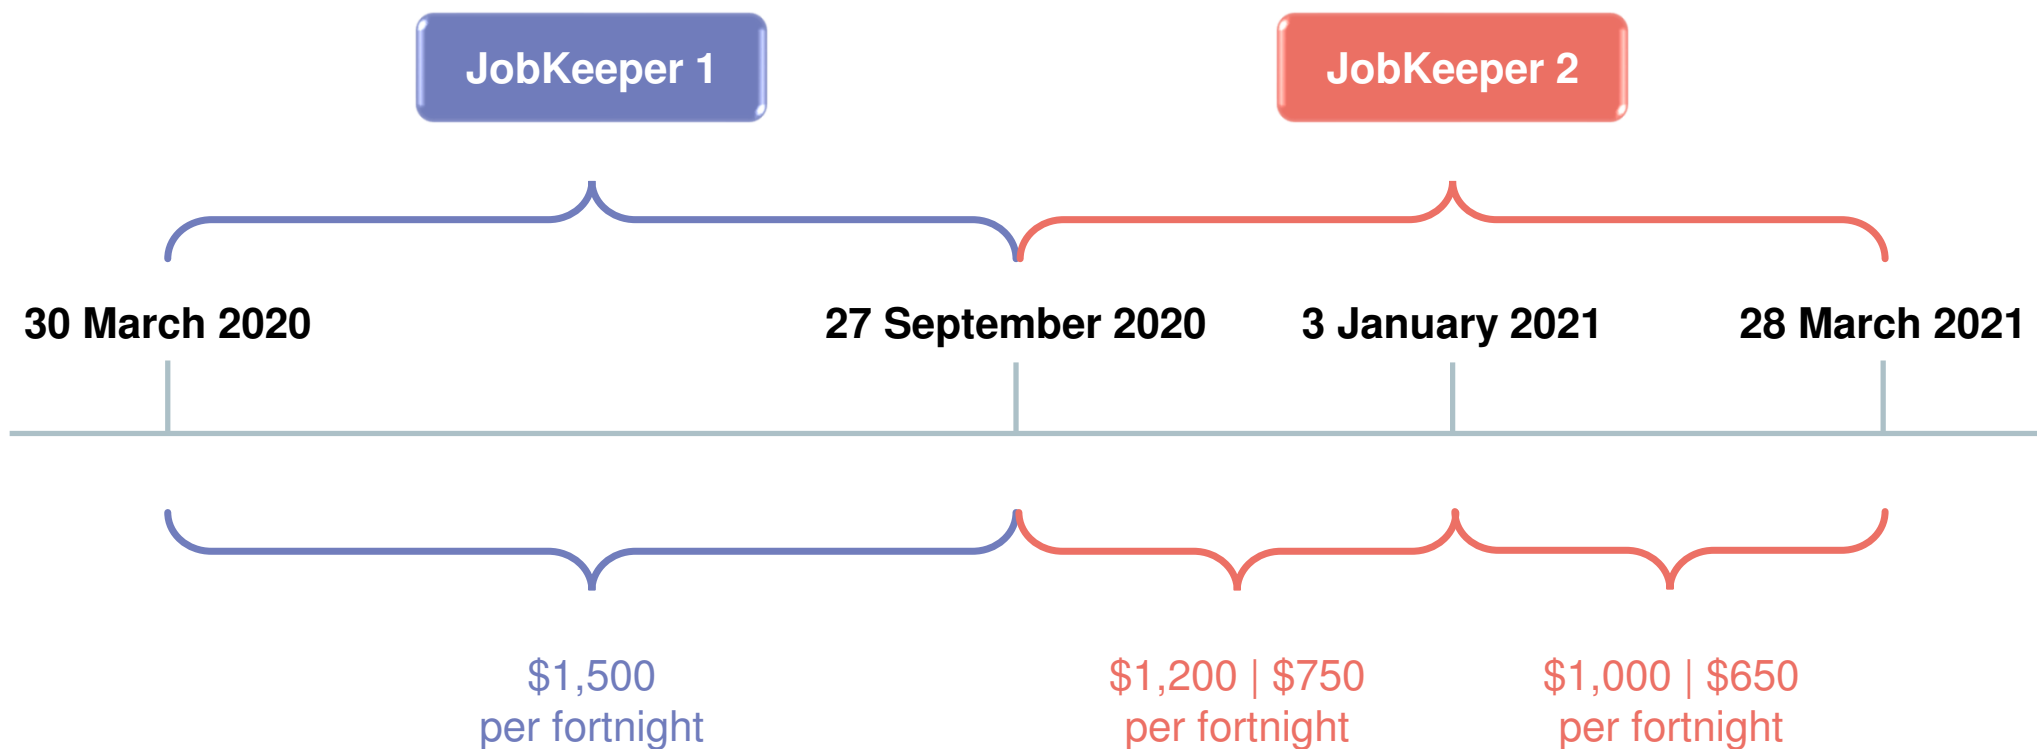 JobKeeper 1
JobKeeper 2
30 March 2020
27 September 2020
3 January 2021
28 March 2021
$1,500
per fortnight
$1,200 | $750
per fortnight
$1,000 | $650
per fortnight